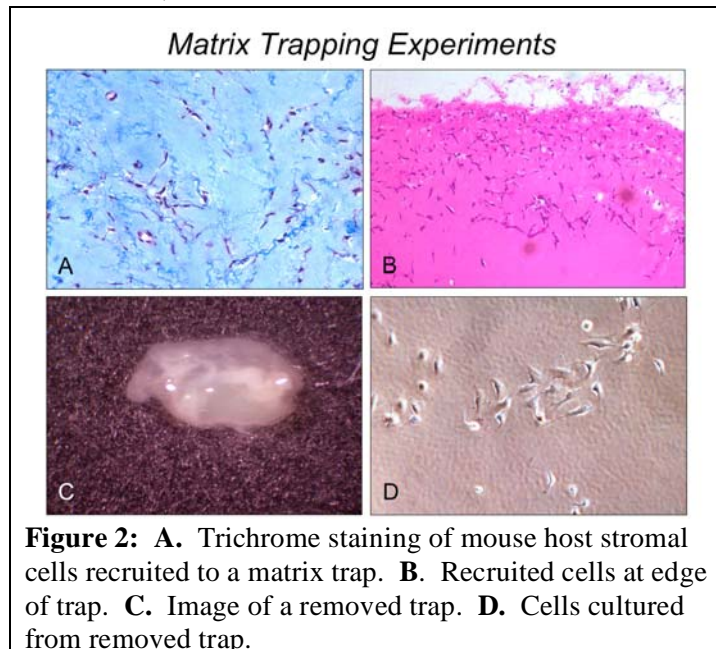 Matrix Trapping Experiments
A
B
C
D
Figure 2: A. Trichrome staining of mouse host stromal
cells recruited to a matrix trap. B. Recruited cells at edge
of trap. C. Image of a removed trap. D. Cells cultured
from removed trap.